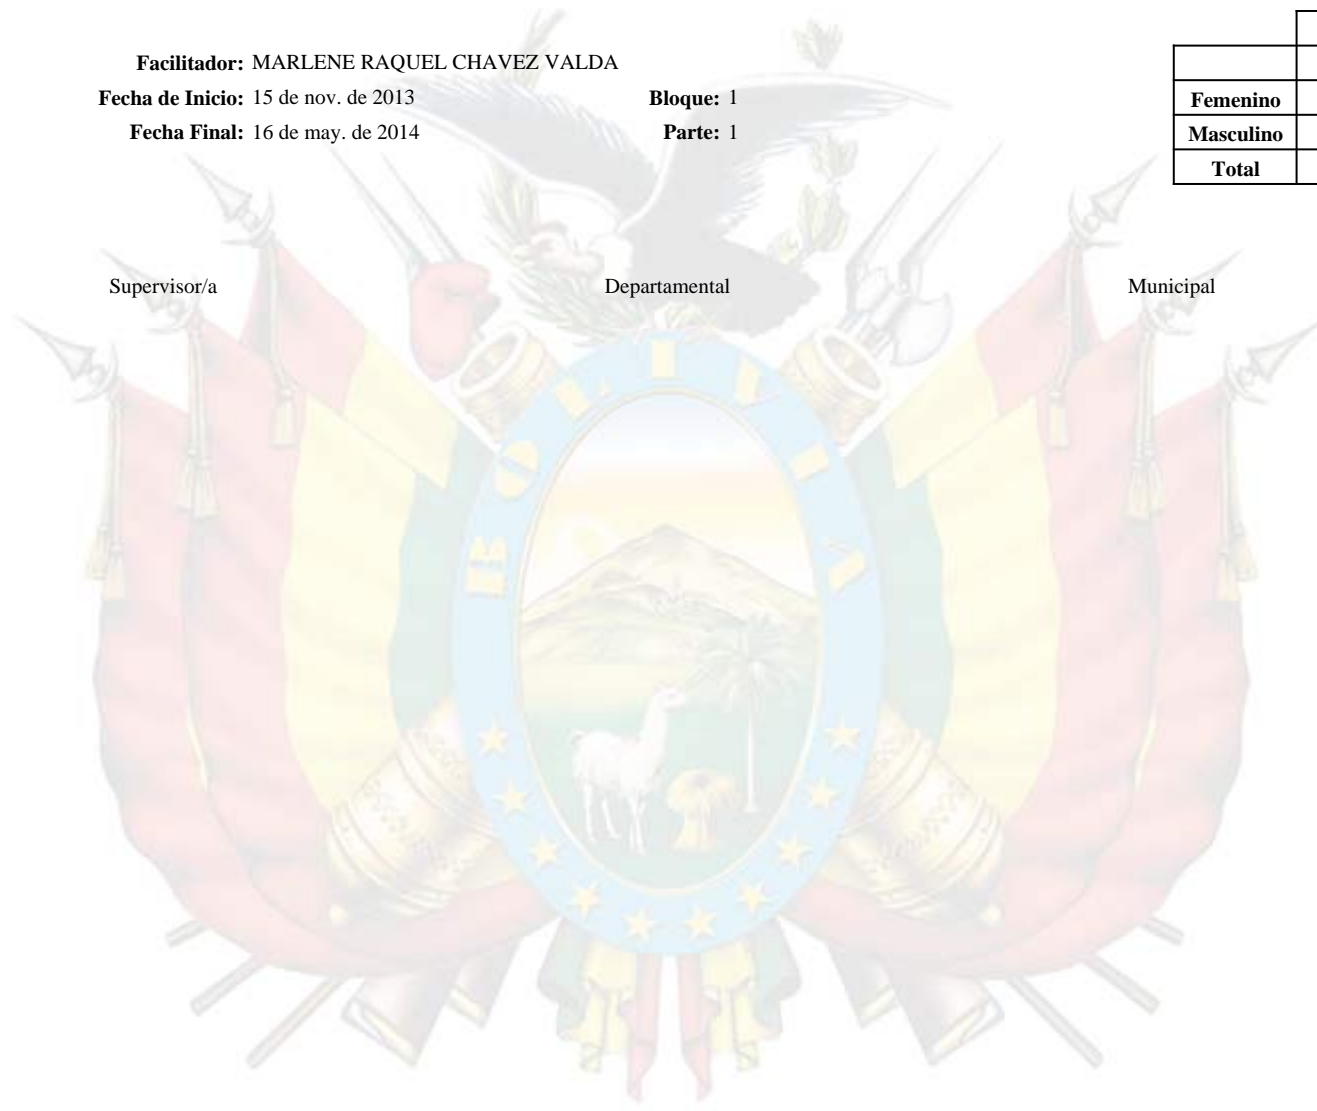 Facilitador: MARLENE RAQUEL CHAVEZ VALDA
Fecha de Inicio: 15 de nov. de 2013 Bloque: 1
Fecha Final: 16 de may. de 2014 Parte: 1
Femenino
Masculino
Total
Supervisor/a Departamental Municipal
BOLIVIA